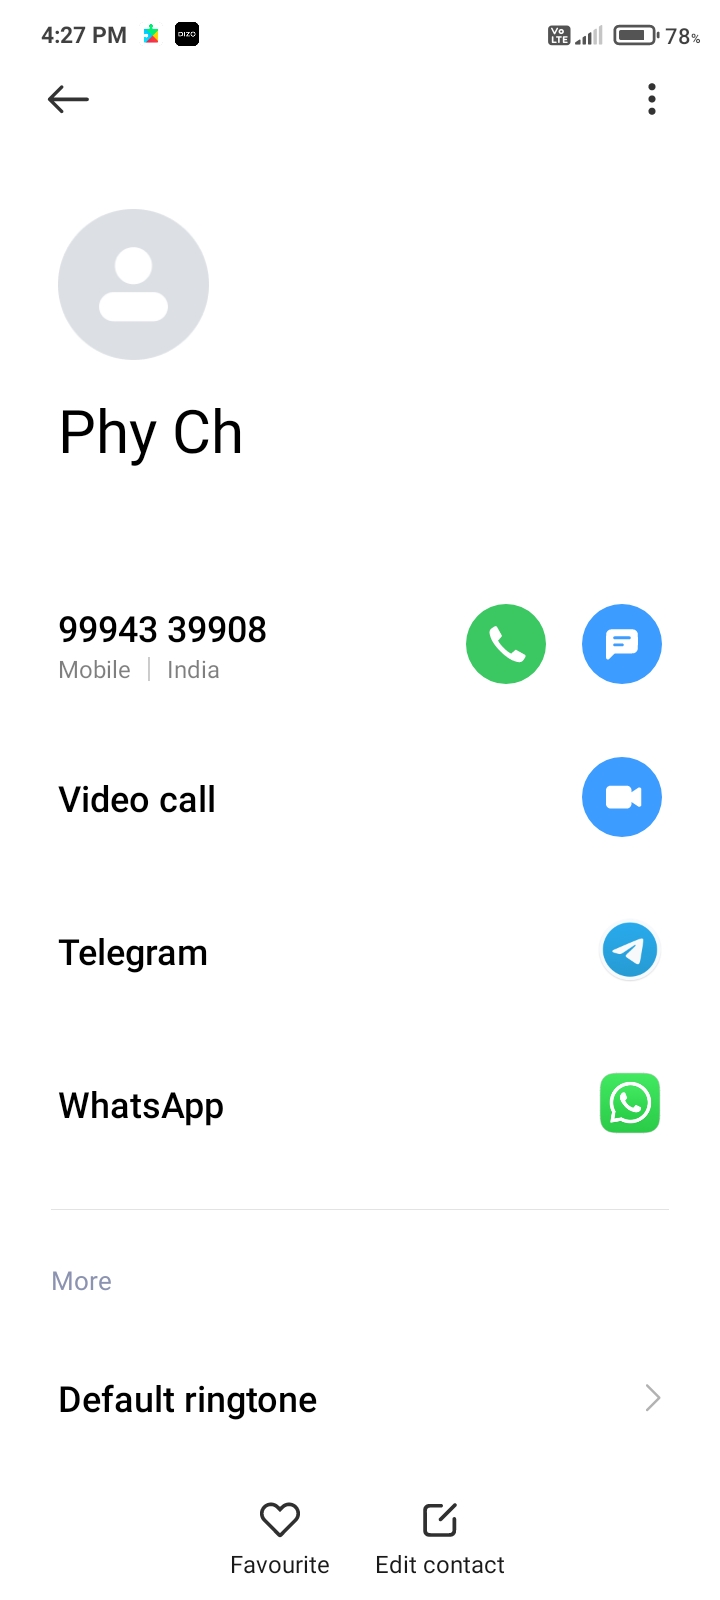 4:27 PM DIZO Vo LTE 78%
Phy Ch
99943 39908
Mobile | India
Video call
Telegram
WhatsApp
More
Default ringtone
Favourite Edit contact